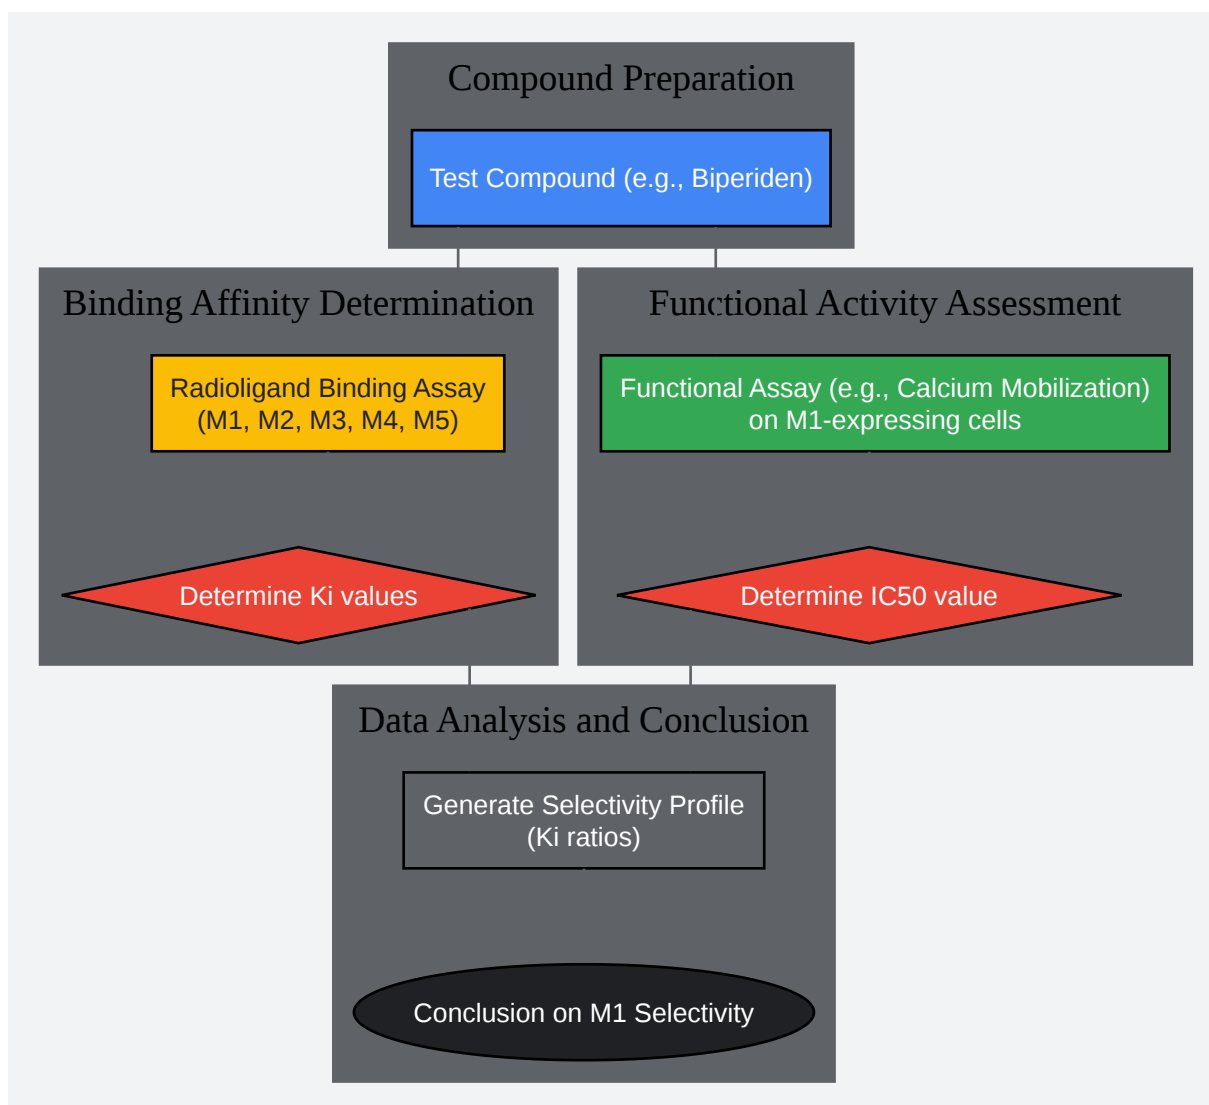 Compound Preparation
Test Compound (e.g., Biperiden)
Binding Affinity Determination
Radioligand Binding Assay
(M1, M2, M3, M4, M5)
Determine Ki values
Functional Activity Assessment
Functional Assay (e.g., Calcium Mobilization)
on M1-expressing cells
Determine IC50 value
Data Analysis and Conclusion
Generate Selectivity Profile
(Ki ratios)
Conclusion on M1 Selectivity